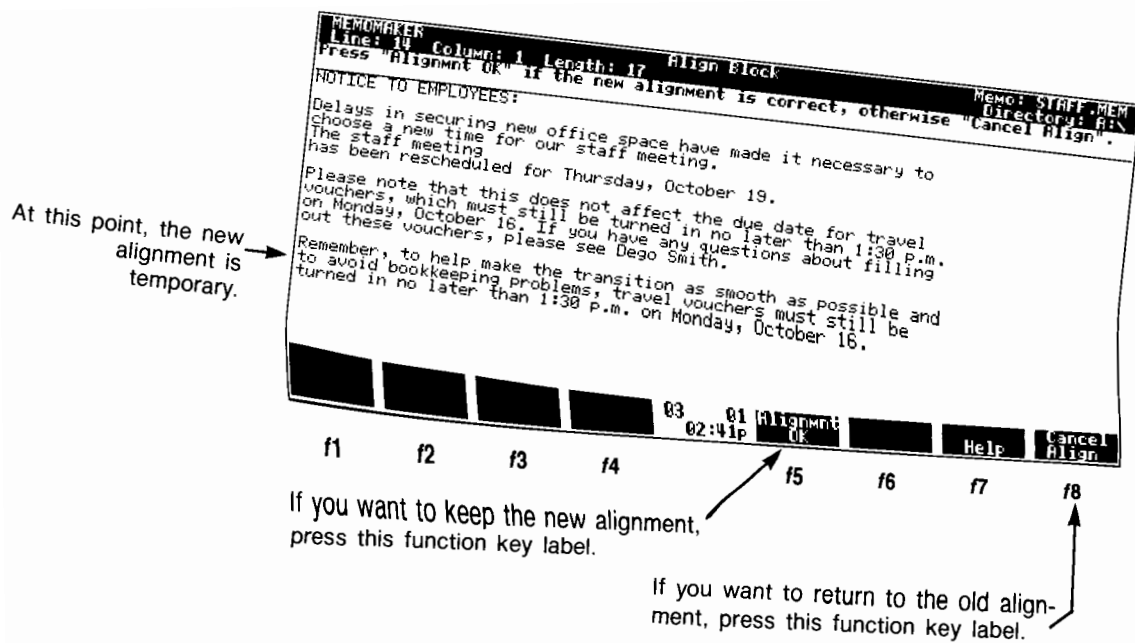 MEMOMAKER Align Block Memo: STAFF.MEM
Line: 14 Column: 1 Length: 17 Directory: A:\
Press "Alignmnt OK" if the new alignment is correct, otherwise "Cancel Align".
NOTICE TO EMPLOYEES:
Delays in securing new office space have made it necessary to
choose a new time for our staff meeting.
The staff meeting
has been rescheduled for Thursday, October 19.
Please note that this does not affect the due date for travel
vouchers, which must still be turned in no later than 1:30 p.m.
on Monday, October 16. If you have any questions about filling
out these vouchers, please see Dego Smith.
Remember, to help make the transition as smooth as possible and
to avoid bookkeeping problems, travel vouchers must still be
turned in no later than 1:30 p.m. on Monday, October 16.
At this point, the new
alignment is
temporary.
03 01
02:41p
Alignmnt
OK
Help
Cancel
Align
f1 f2 f3 f4 f5 f6 f7 f8
If you want to keep the new alignment,
press this function key label.
If you want to return to the old align-
ment, press this function key label.